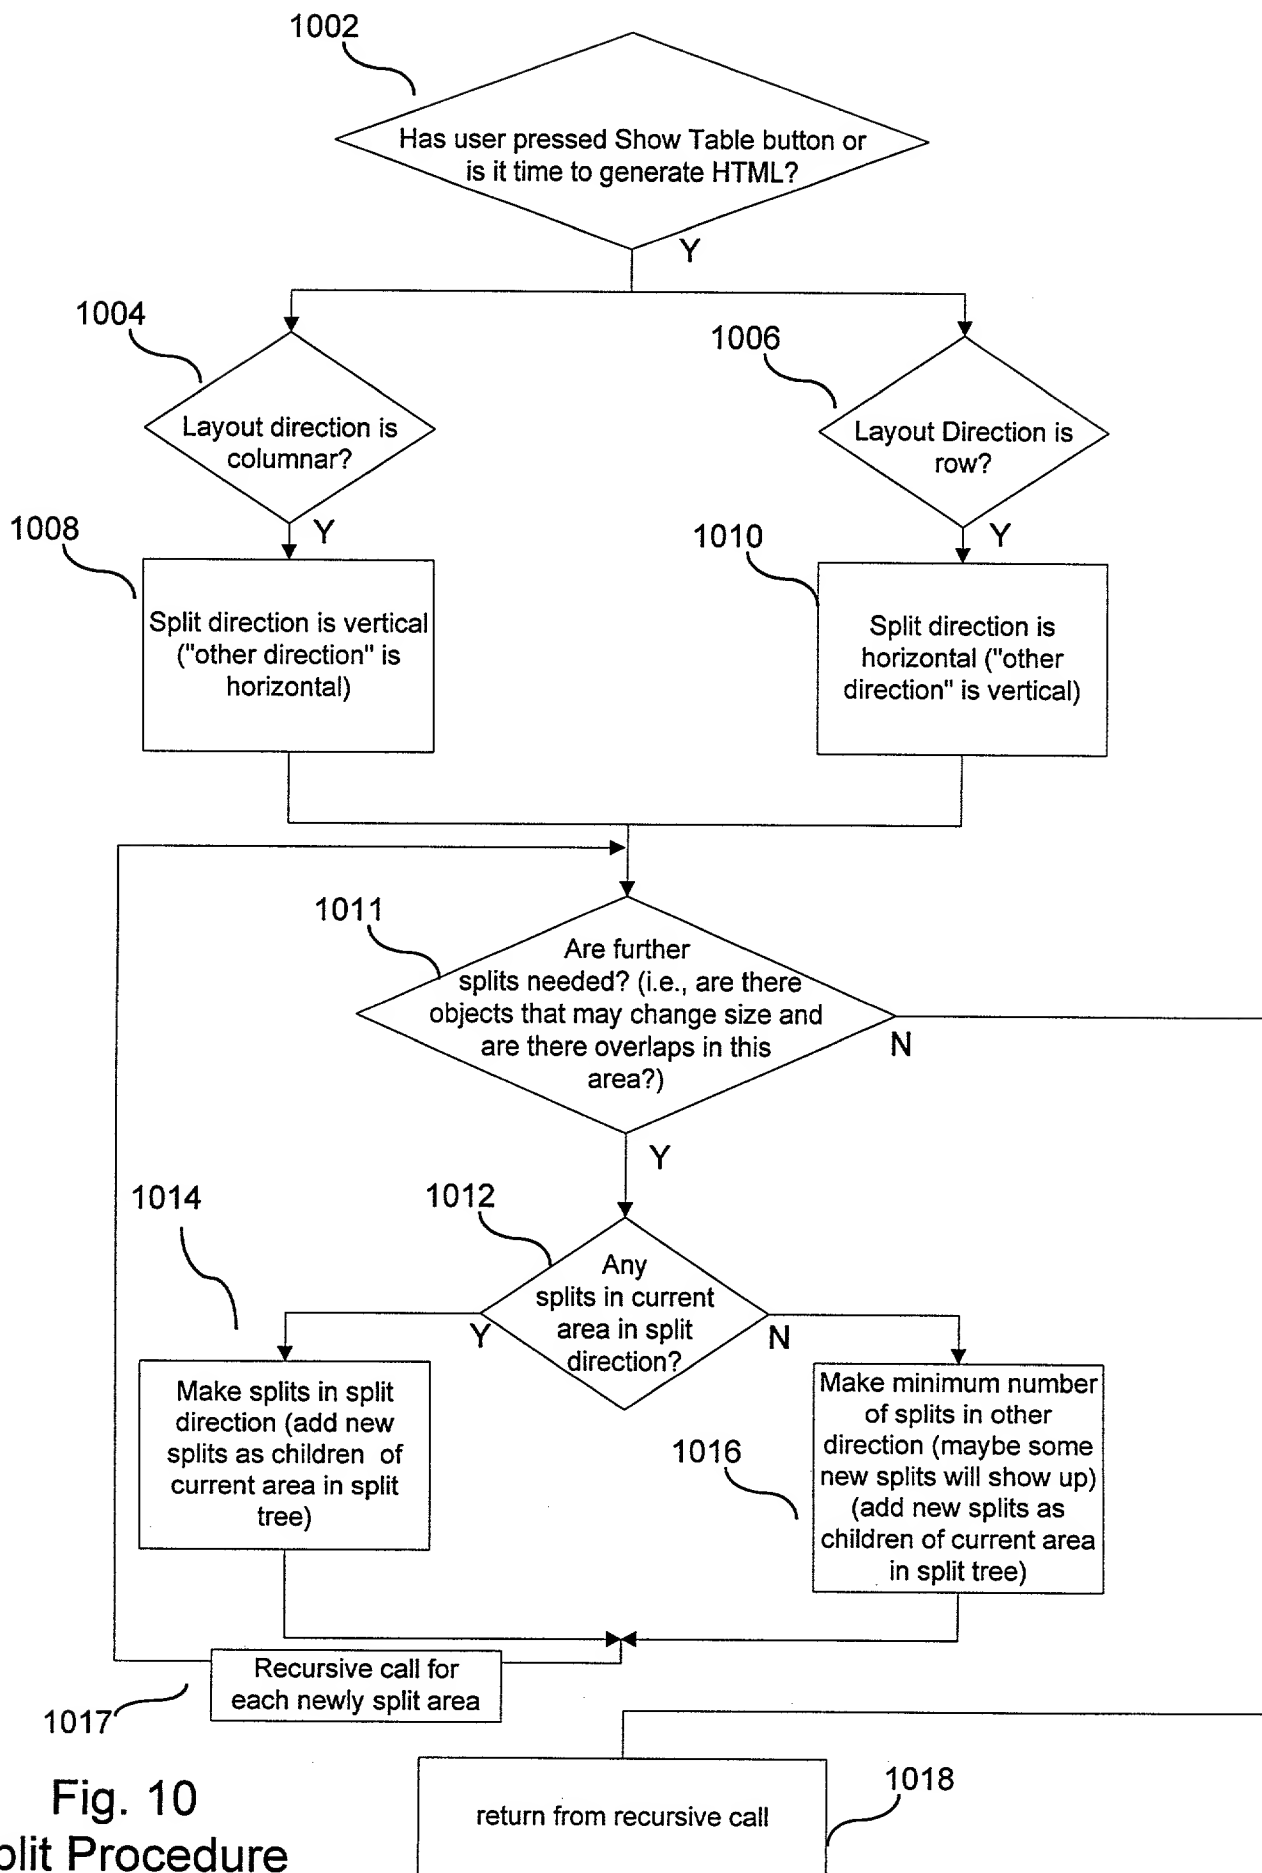 1002
Has user pressed Show Table button or
is it time to generate HTML?
Y
1004
Layout direction is
columnar?
Y
1006
Layout Direction is
row?
Y
1008
Split direction is vertical
("other direction" is
horizontal)
1010
Split direction is
horizontal ("other
direction" is vertical)
1011
Are further
splits needed? (i.e., are there
objects that may change size and
are there overlaps in this
area?)
N
Y
1012
Any
splits in current
area in split
direction?
Y
N
1014
Make splits in split
direction (add new
splits as children of
current area in split
tree)
1016
Make minimum number
of splits in other
direction (maybe some
new splits will show up)
(add new splits as
children of current area
in split tree)
Recursive call for
each newly split area
1017
1018
return from recursive call
Fig. 10
plit Procedure